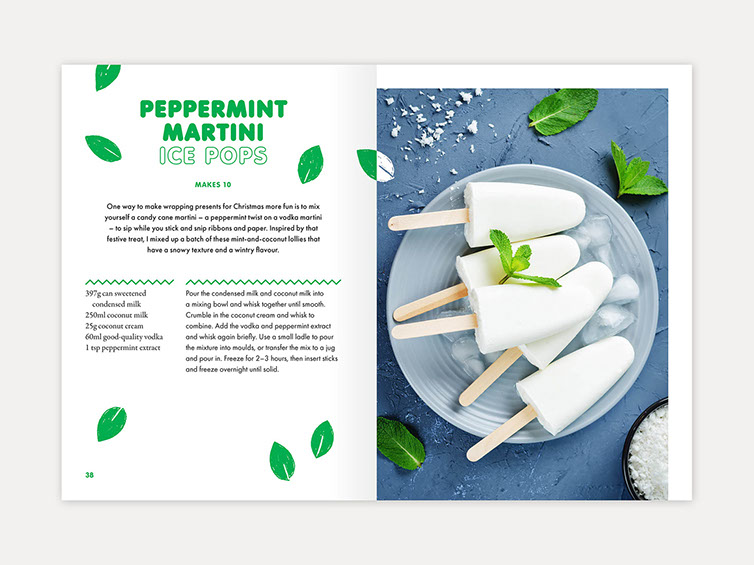 PEPPERMINT
MARTINI
ICE POPS
MAKES 10
One way to make wrapping presents for Christmas more fun is to mix
yourself a candy cane martini – a peppermint twist on a vodka martini
– to sip while you stick and snip ribbons and paper. Inspired by that
festive treat, I mixed up a batch of these mint-and-coconut lollies that
have a snowy texture and a wintry flavour.
397g can sweetened
condensed milk
250ml coconut milk
25g coconut cream
60ml good-quality vodka
1 tsp peppermint extract
Pour the condensed milk and coconut milk into
a mixing bowl and whisk together until smooth.
Crumble in the coconut cream and whisk to
combine. Add the vodka and peppermint extract
and whisk again briefly. Use a small ladle to pour
the mixture into moulds, or transfer the mix to a jug
and pour in. Freeze for 2–3 hours, then insert sticks
and freeze overnight until solid.
38